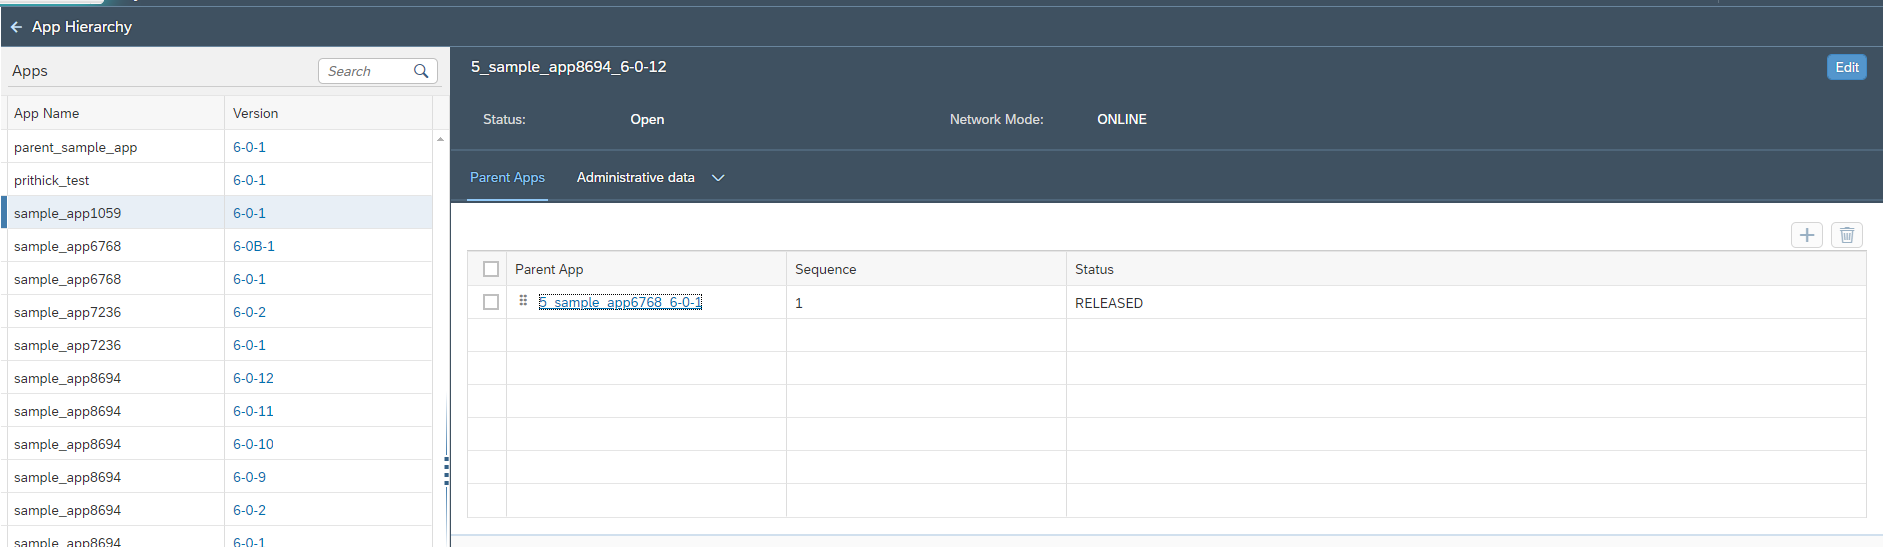 App Hierarchy
Apps
Search
App Name Version
parent_sample_app 6-0-1
prithick_test 6-0-1
sample_app1059 6-0-1
sample_app6768 6-0B-1
sample_app6768 6-0-1
sample_app7236 6-0-2
sample_app7236 6-0-1
sample_app8694 6-0-12
sample_app8694 6-0-11
sample_app8694 6-0-10
sample_app8694 6-0-9
sample_app8694 6-0-2
sample_app8694 6-0-1
5_sample_app8694_6-0-12
Edit
Status: Open Network Mode: ONLINE
Parent Apps Administrative data
Parent App Sequence Status
5_sample_app6768_6-0-1 1 RELEASED